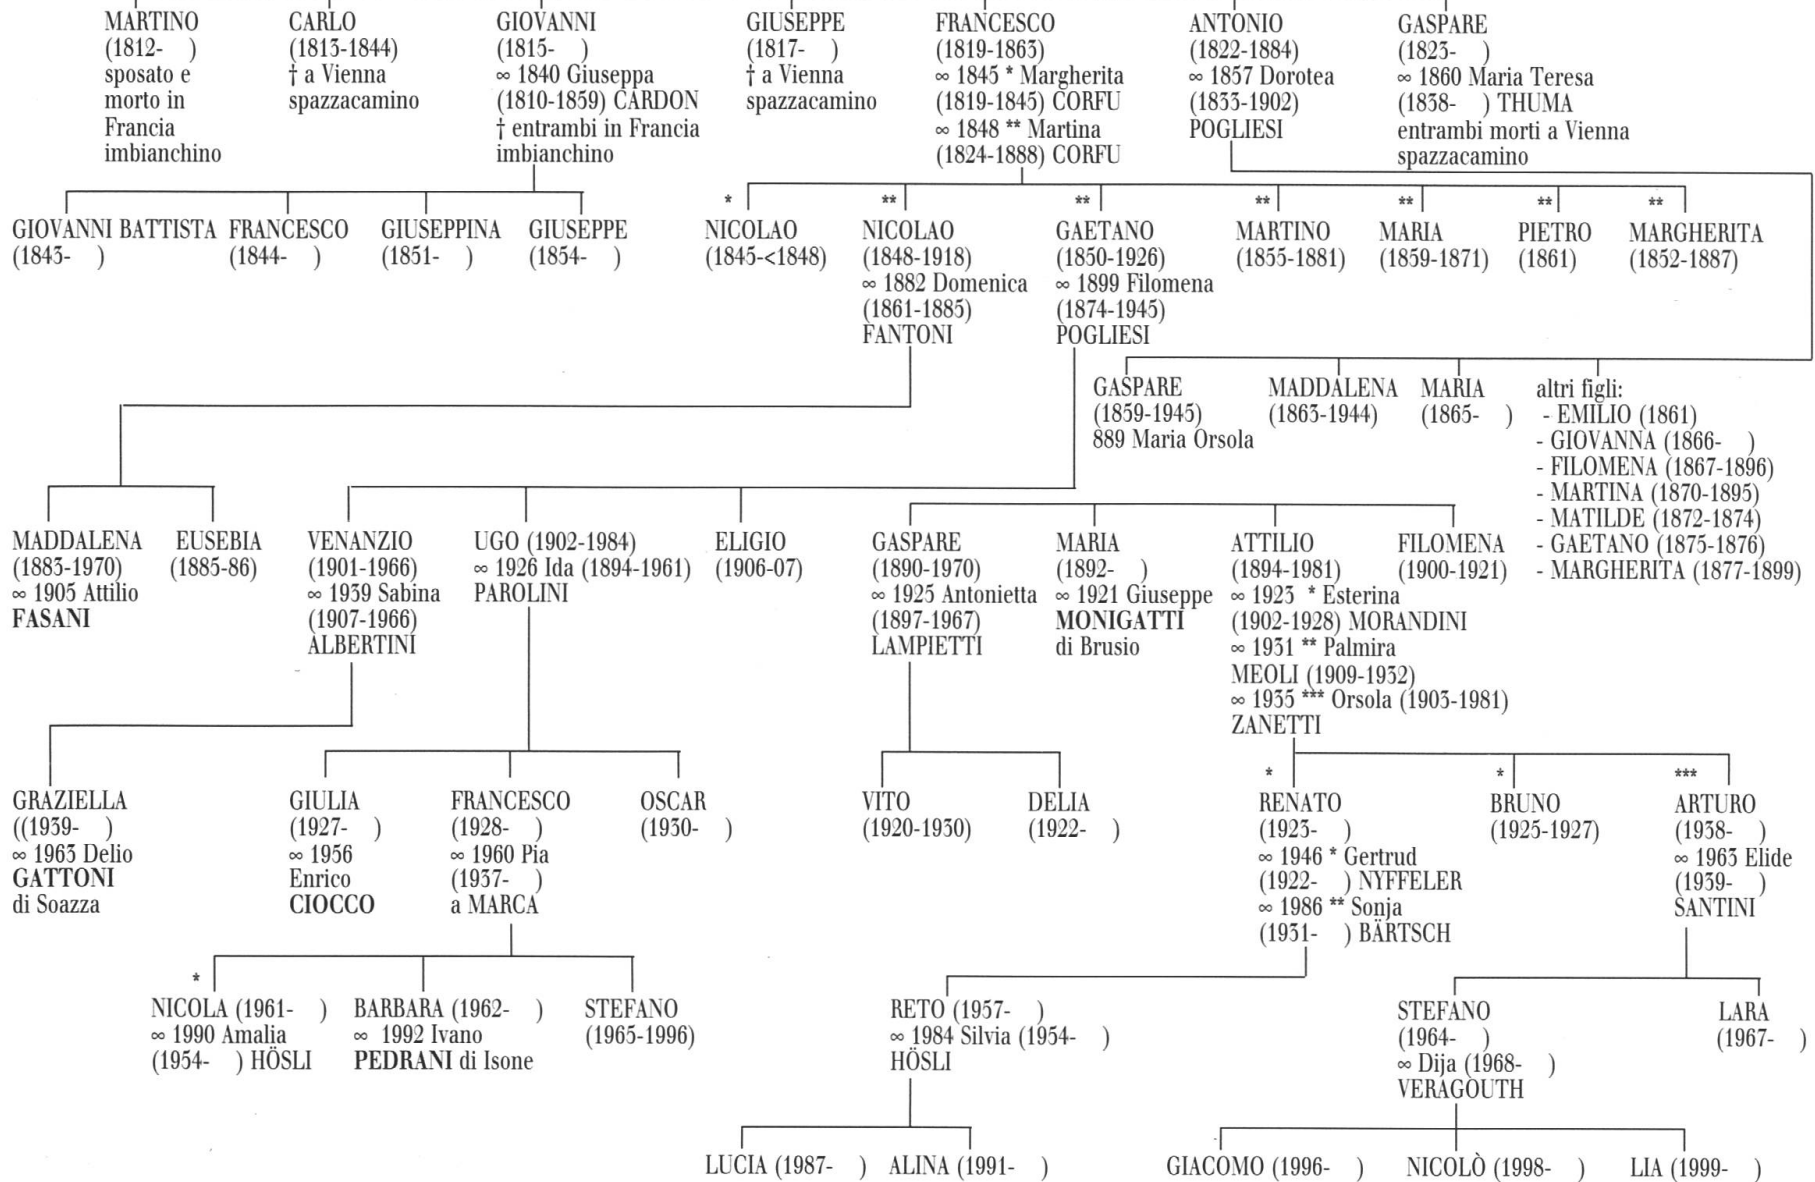 MARTINO
(1812- )
sposato e
morto in
Francia
imbianchino
CARLO
(1813-1844)
† a Vienna
spazzacamino
GIOVANNI
(1815- )
∞ 1840 Giuseppa
(1810-1859) CARDON
† entrambi in Francia
imbianchino
GIUSEPPE
(1817- )
† a Vienna
spazzacamino
FRANCESCO
(1819-1863)
∞ 1845 * Margherita
(1819-1845) CORFU
∞ 1848 ** Martina
(1824-1888) CORFU
ANTONIO
(1822-1884)
∞ 1857 Dorotea
(1833-1902)
POGLIESI
GASPARE
(1823- )
∞ 1860 Maria Teresa
(1838- ) THUMA
entrambi morti a Vienna
spazzacamino
GIOVANNI BATTISTA
(1843- )
FRANCESCO
(1844- )
GIUSEPPINA
(1851- )
GIUSEPPE
(1854- )
*
NICOLAO
(1845-<1848)
**
NICOLAO
(1848-1918)
∞ 1882 Domenica
(1861-1885)
FANTONI
**
GAETANO
(1850-1926)
∞ 1899 Filomena
(1874-1945)
POGLIESI
**
MARTINO
(1855-1881)
**
MARIA
(1859-1871)
**
PIETRO
(1861)
**
MARGHERITA
(1852-1887)
GASPARE
(1859-1945)
889 Maria Orsola
MADDALENA
(1863-1944)
MARIA
(1865- )
altri figli:
- EMILIO (1861)
- GIOVANNA (1866- )
- FILOMENA (1867-1896)
- MARTINA (1870-1895)
- MATILDE (1872-1874)
- GAETANO (1875-1876)
- MARGHERITA (1877-1899)
MADDALENA
(1883-1970)
∞ 1905 Attilio
FASANI
EUSEBIA
(1885-86)
VENANZIO
(1901-1966)
∞ 1939 Sabina
(1907-1966)
ALBERTINI
UGO (1902-1984)
∞ 1926 Ida (1894-1961)
PAROLINI
ELIGIO
(1906-07)
GASPARE
(1890-1970)
∞ 1925 Antonietta
(1897-1967)
LAMPIETTI
MARIA
(1892- )
∞ 1921 Giuseppe
MONIGATTI
di Brusio
ATTILIO
(1894-1981)
∞ 1923 * Esterina
(1902-1928) MORANDINI
∞ 1931 ** Palmira
MEOLI (1909-1932)
∞ 1935 *** Orsola (1903-1981)
ZANETTI
FILOMENA
(1900-1921)
GRAZIELLA
((1939- )
∞ 1963 Delio
GATTONI
di Soazza
GIULIA
(1927- )
∞ 1956
Enrico
CIOCCO
FRANCESCO
(1928- )
∞ 1960 Pia
(1937- )
a MARCA
OSCAR
(1930- )
VITO
(1920-1930)
DELIA
(1922- )
*
RENATO
(1923- )
∞ 1946 * Gertrud
(1922- ) NYFFELER
∞ 1986 ** Sonja
(1931- ) BÄRTSCH
*
BRUNO
(1925-1927)
***
ARTURO
(1938- )
∞ 1963 Elide
(1939- )
SANTINI
*
NICOLA (1961- )
∞ 1990 Amalia
(1954- ) HÖSLI
BARBARA (1962- )
∞ 1992 Ivano
PEDRANI di Isone
STEFANO
(1965-1996)
RETO (1957- )
∞ 1984 Silvia (1954- )
HÖSLI
STEFANO
(1964- )
∞ Dija (1968- )
VERAGOUTH
LARA
(1967- )
LUCIA (1987- )
ALINA (1991- )
GIACOMO (1996- )
NICOLÒ (1998- )
LIA (1999- )